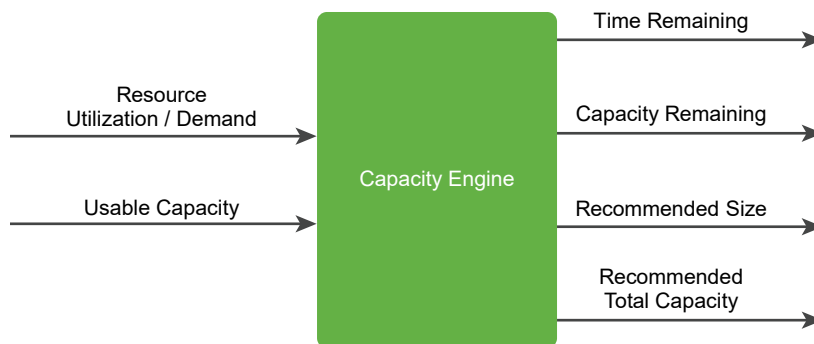 Resource
Utilization / Demand
Usable Capacity
Capacity Engine
Time Remaining
Capacity Remaining
Recommended Size
Recommended
Total Capacity